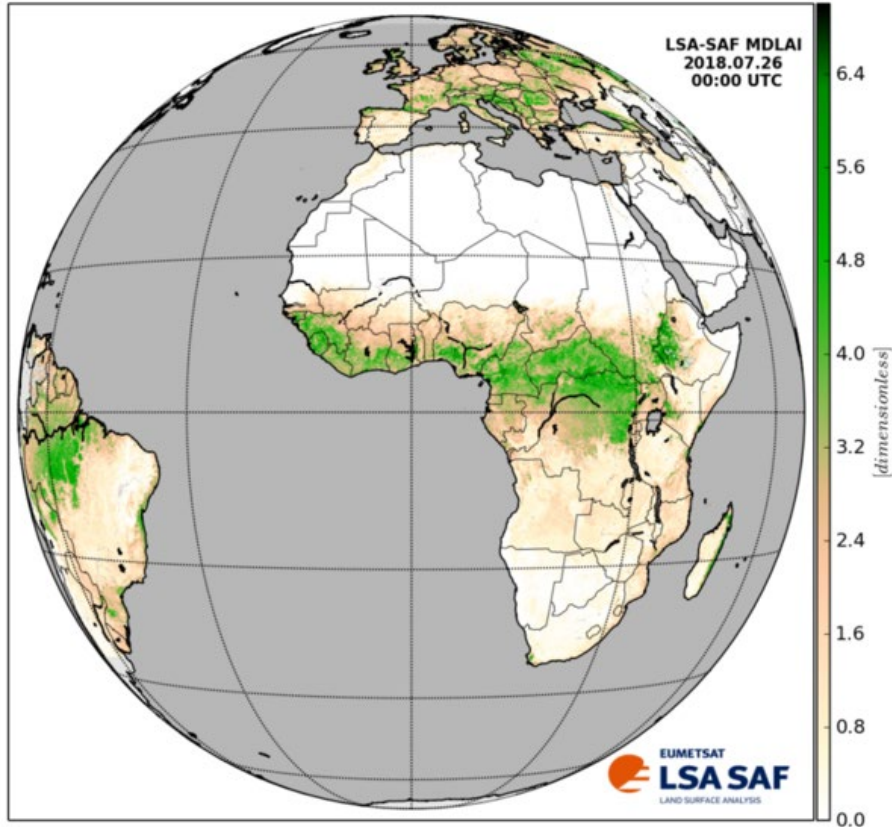 LSA-SAF MDLAI
2018.07.26
00:00 UTC
6.4
5.6
4.8
4.0
3.2
2.4
1.6
0.8
0.0
[dimensionless]
EUMETSAT
LSA SAF
LAND SURFACE ANALYSIS